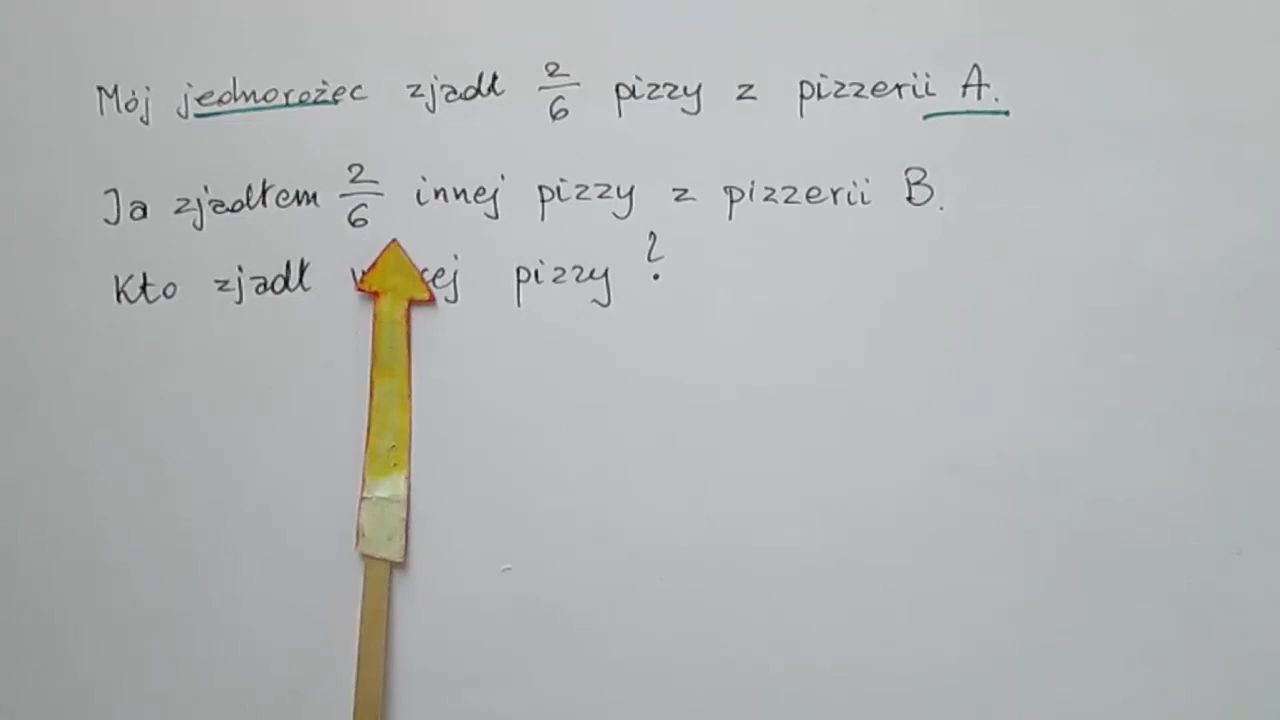 Mój jednorożec zjadł 2/6 pizzy z pizzerii A.
Ja zjadłem 2/6 innej pizzy z pizzerii B.
Kto zjadł pizzy ?